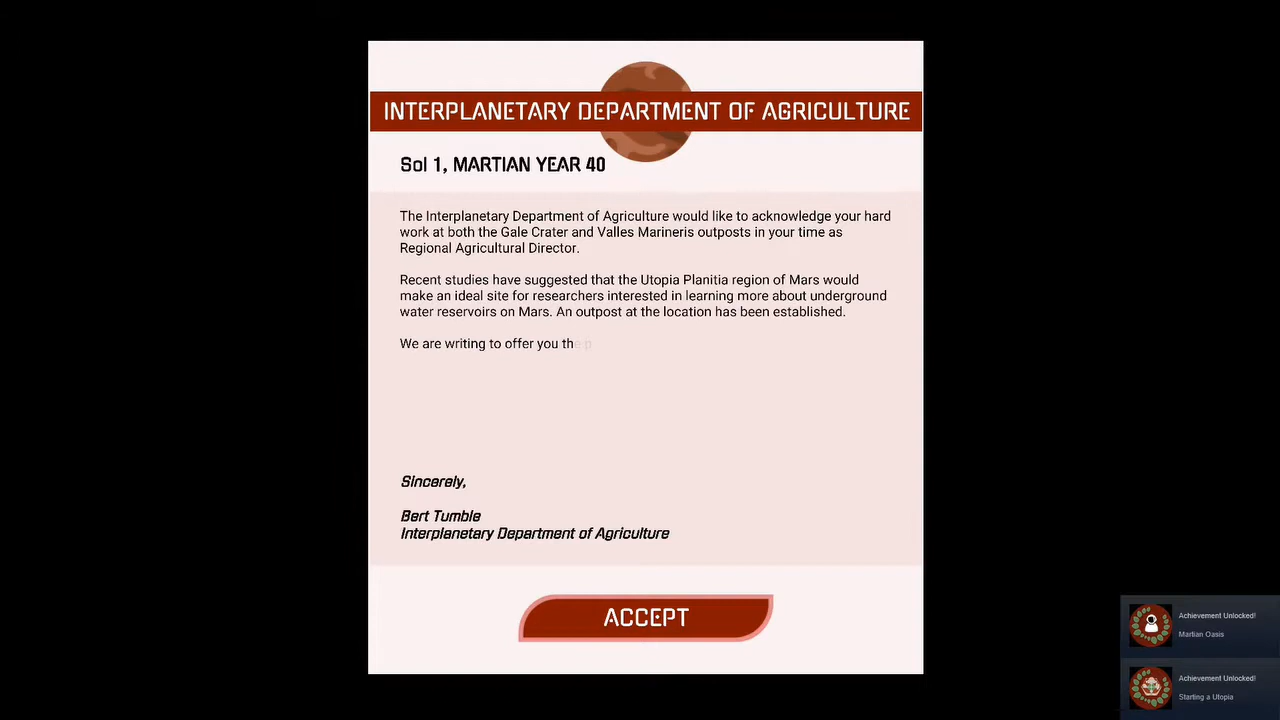 INTERPLANETARY DEPARTMENT OF AGRICULTURE
Sol 1, MARTIAN YEAR 40
The Interplanetary Department of Agriculture would like to acknowledge your hard
work at both the Gale Crater and Valles Marineris outposts in your time as
Regional Agricultural Director.
Recent studies have suggested that the Utopia Planitia region of Mars would
make an ideal site for researchers interested in learning more about underground
water reservoirs on Mars. An outpost at the location has been established.
We are writing to offer you the p
Sincerely,
Bert Tumble
Interplanetary Department of Agriculture
ACCEPT
Achievement Unlocked!
Martian Oasis
Achievement Unlocked!
Starting a Utopia